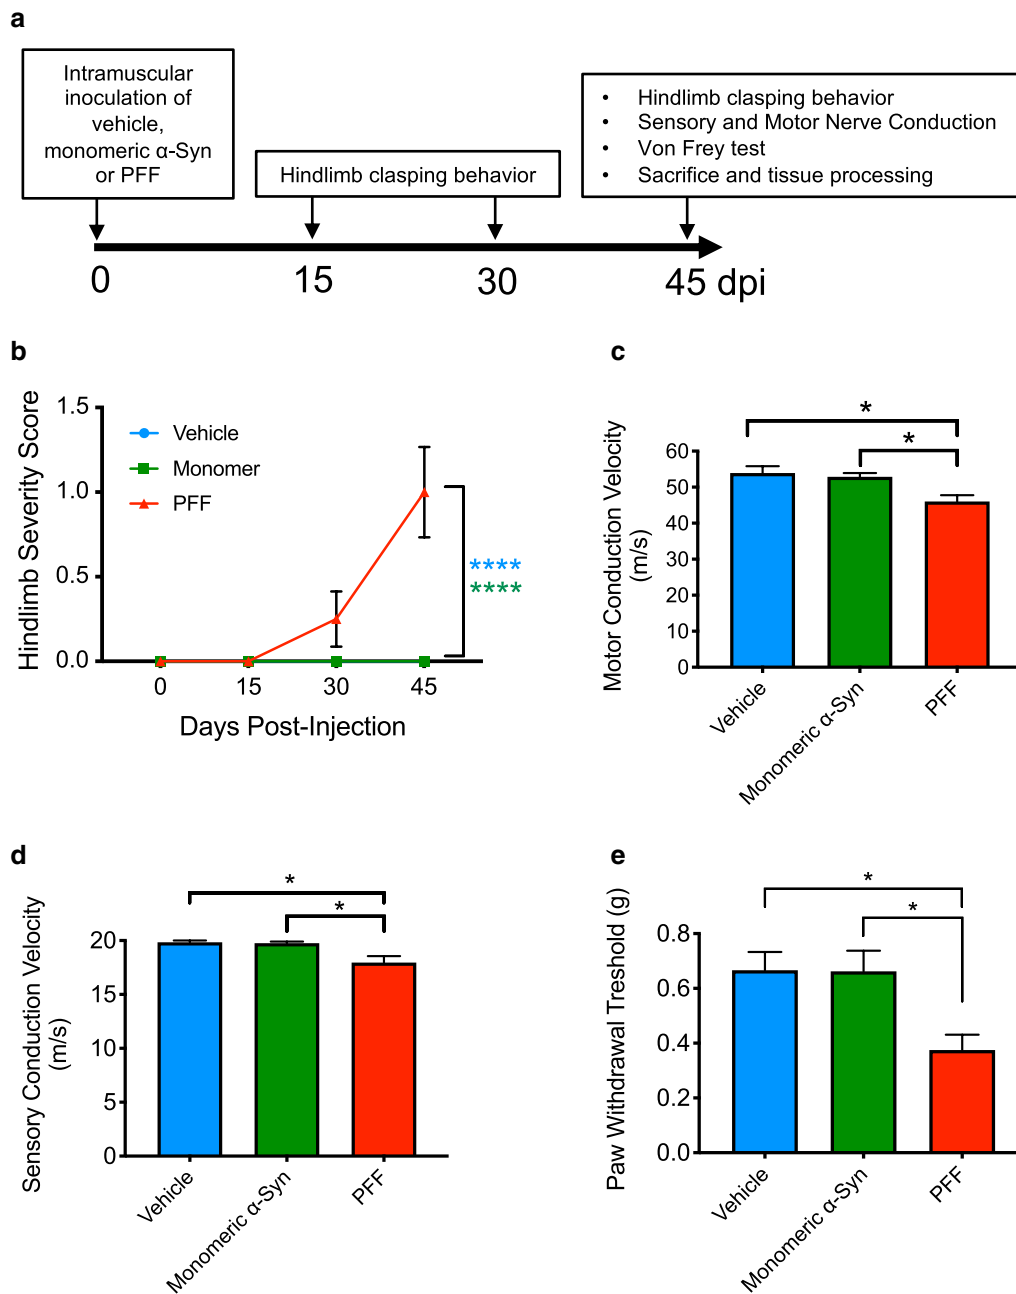 a
Intramuscular
inoculation of
vehicle,
monomeric α-Syn
or PFF
Hindlimb clasping behavior
• Hindlimb clasping behavior
• Sensory and Motor Nerve Conduction
• Von Frey test
• Sacrifice and tissue processing
0 15 30 45 dpi
b
Hindlimb Severity Score
1.5
1.0
0.5
0.0
Vehicle
Monomer
PFF
****
****
0 15 30 45
Days Post-Injection
c
Motor Conduction Velocity
(m/s)
*
*
60
50
40
30
20
10
0
Vehicle
Monomeric α-Syn
PFF
d
Sensory Conduction Velocity
(m/s)
*
*
20
15
10
5
0
Vehicle
Monomeric α-Syn
PFF
e
Paw Withdrawal Treshold (g)
*
*
0.8
0.6
0.4
0.2
0.0
Vehicle
Monomeric α-Syn
PFF